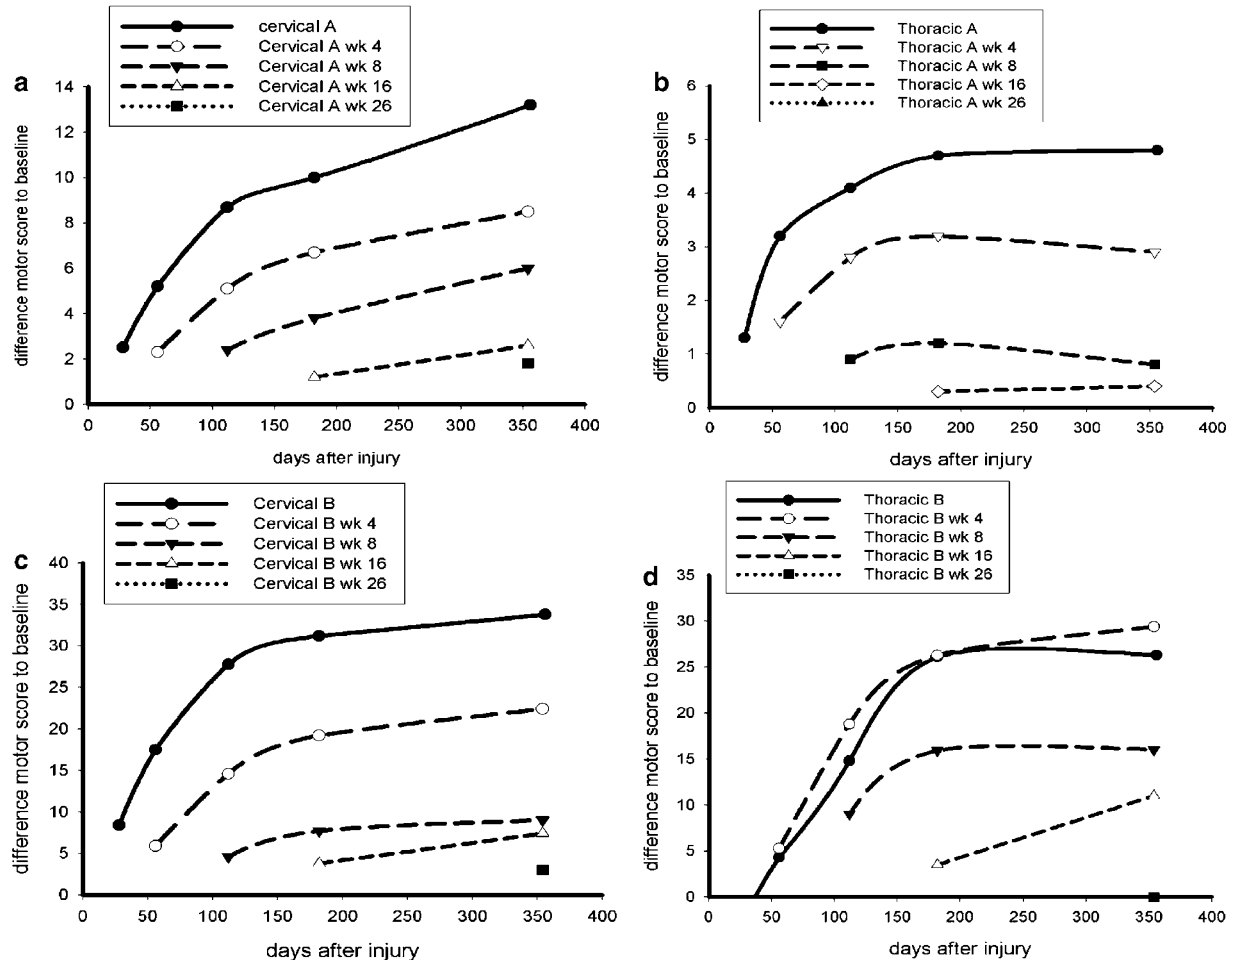 a
cervical A
Cervical A wk 4
Cervical A wk 8
Cervical A wk 16
Cervical A wk 26
difference motor score to baseline
14
12
10
8
6
4
2
0
0 50 100 150 200 250 300 350 400
days after injury
b
Thoracic A
Thoracic A wk 4
Thoracic A wk 8
Thoracic A wk 16
Thoracic A wk 26
difference motor score to baseline
6
5
4
3
2
1
0
0 50 100 150 200 250 300 350 400
days after injury
c
Cervical B
Cervical B wk 4
Cervical B wk 8
Cervical B wk 16
Cervical B wk 26
difference motor score to baseline
40
35
30
25
20
15
10
5
0
0 50 100 150 200 250 300 350 400
days after injury
d
Thoracic B
Thoracic B wk 4
Thoracic B wk 8
Thoracic B wk 16
Thoracic B wk 26
difference motor score to baseline
35
30
25
20
15
10
5
0
0 50 100 150 200 250 300 350 400
days after injury